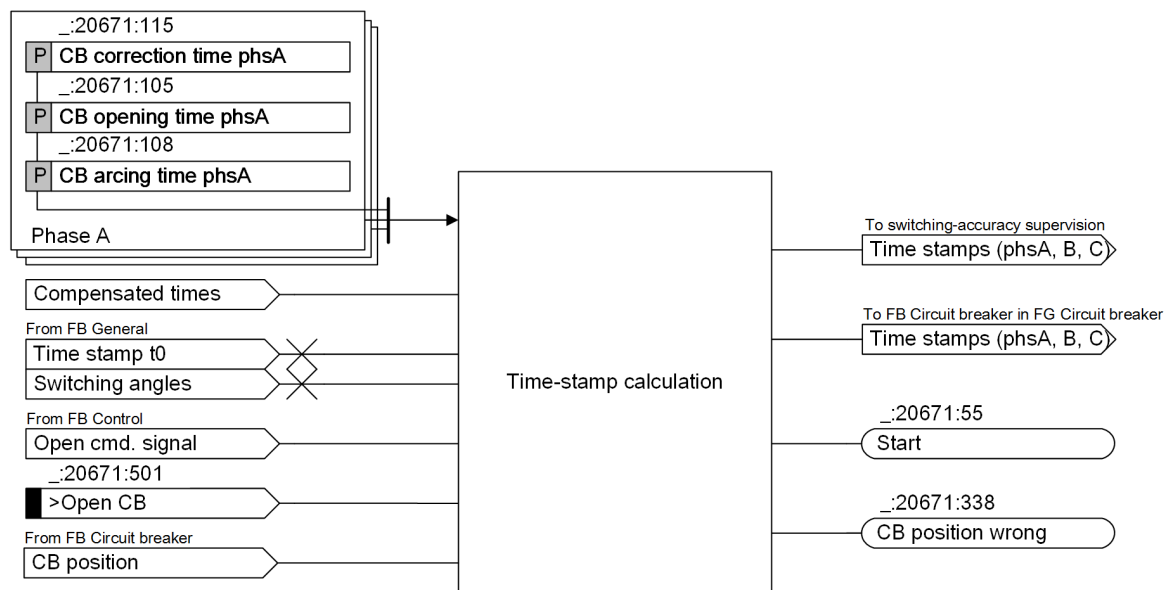 _:20671:115
P CB correction time phsA
_:20671:105
P CB opening time phsA
_:20671:108
P CB arcing time phsA
Phase A
Compensated times
From FB General
Time stamp t0
Switching angles
From FB Control
Open cmd. signal
_:20671:501
>Open CB
From FB Circuit breaker
CB position
Time-stamp calculation
To switching-accuracy supervision
Time stamps (phsA, B, C)
To FB Circuit breaker in FG Circuit breaker
Time stamps (phsA, B, C)
_:20671:55
Start
_:20671:338
CB position wrong